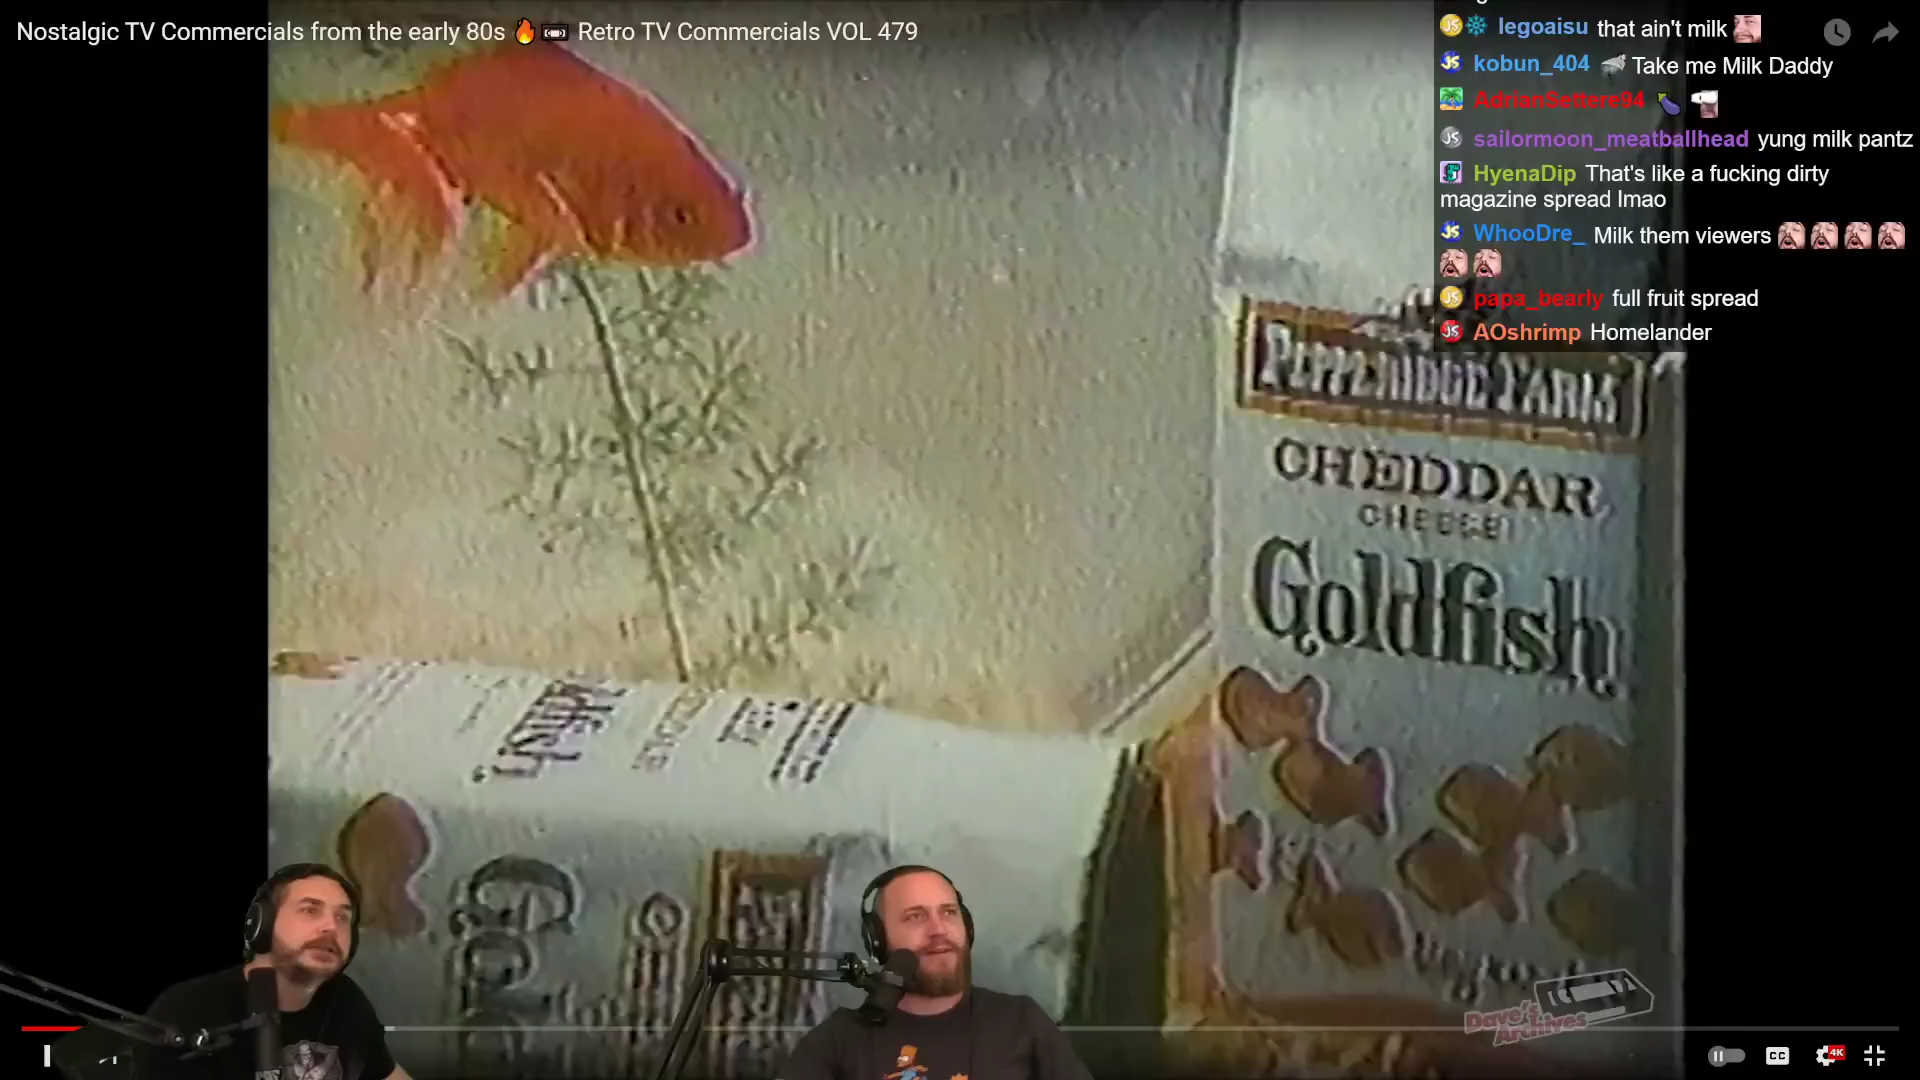 Nostalgic TV Commercials from the early 80s 🔥📼 Retro TV Commercials VOL 479
legoaisu that ain't milk
kobun_404 Take me Milk Daddy
AdrianSettere94
sailormoon_meatballhead yung milk pantz
HyenaDip That's like a fucking dirty
magazine spread lmao
WhooDre_ Milk them viewers
papa_bearly full fruit spread
AOshrimp Homelander
PEPPERIDGE FARM
CHEDDAR
CHEESE
Goldfish
Dave's
Archives
CC
4K